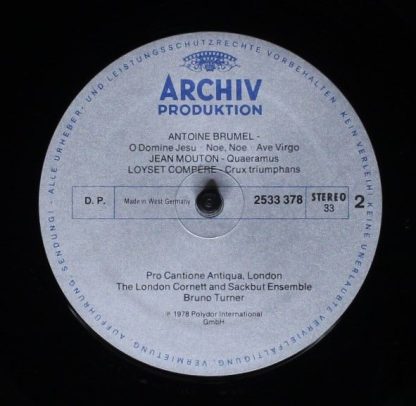 ALLE URHEBER- UND LEISTUNGSSCHUTZRECHTE VORBEHALTEN · KEIN VERLEIH! KEINE UNERLAUBTE VERVIELFÄLTIGUNG, VERMIETUNG, AUFFÜHRUNG, SENDUNG! -
ARCHIV
PRODUKTION
ANTOINE BRUMEL -
O Domine Jesu · Noe, Noe · Ave Virgo
JEAN MOUTON - Quaeramus
LOYSET COMPÈRE - Crux triumphans
D. P.
Made in West Germany
2533 378
STEREO
33
2
Pro Cantione Antiqua, London
The London Cornett and Sackbut Ensemble
Bruno Turner
℗ 1978 Polydor International
GmbH